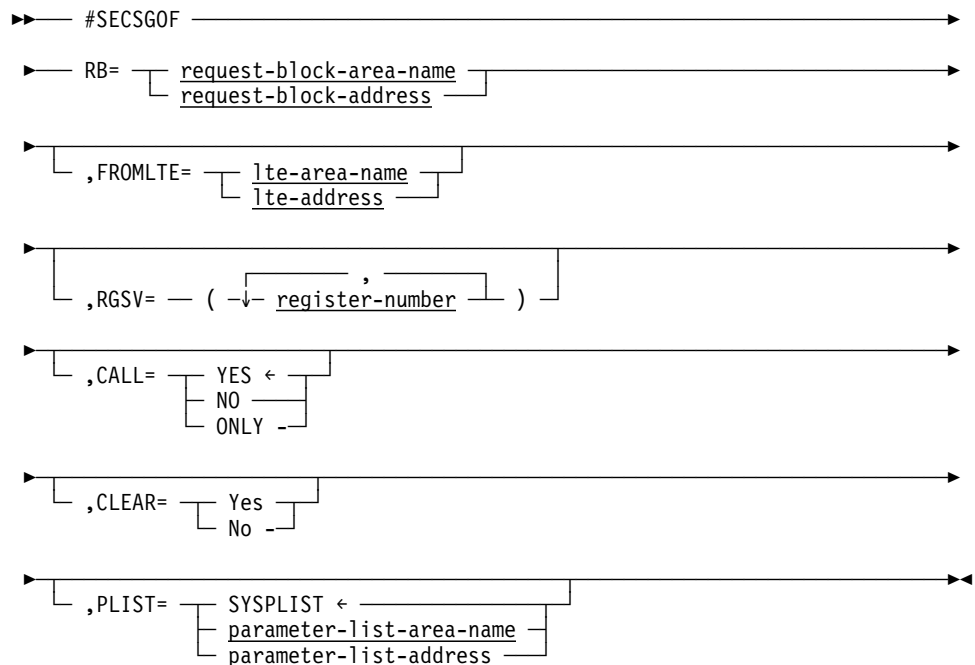 #SECSGOF
RB= request-block-area-name
request-block-address
,FROMLTE= lte-area-name
lte-address
,
,RGSV= ( register-number )
,CALL= YES ←
NO
ONLY
,CLEAR= Yes
No
,PLIST= SYSPLIST ←
parameter-list-area-name
parameter-list-address